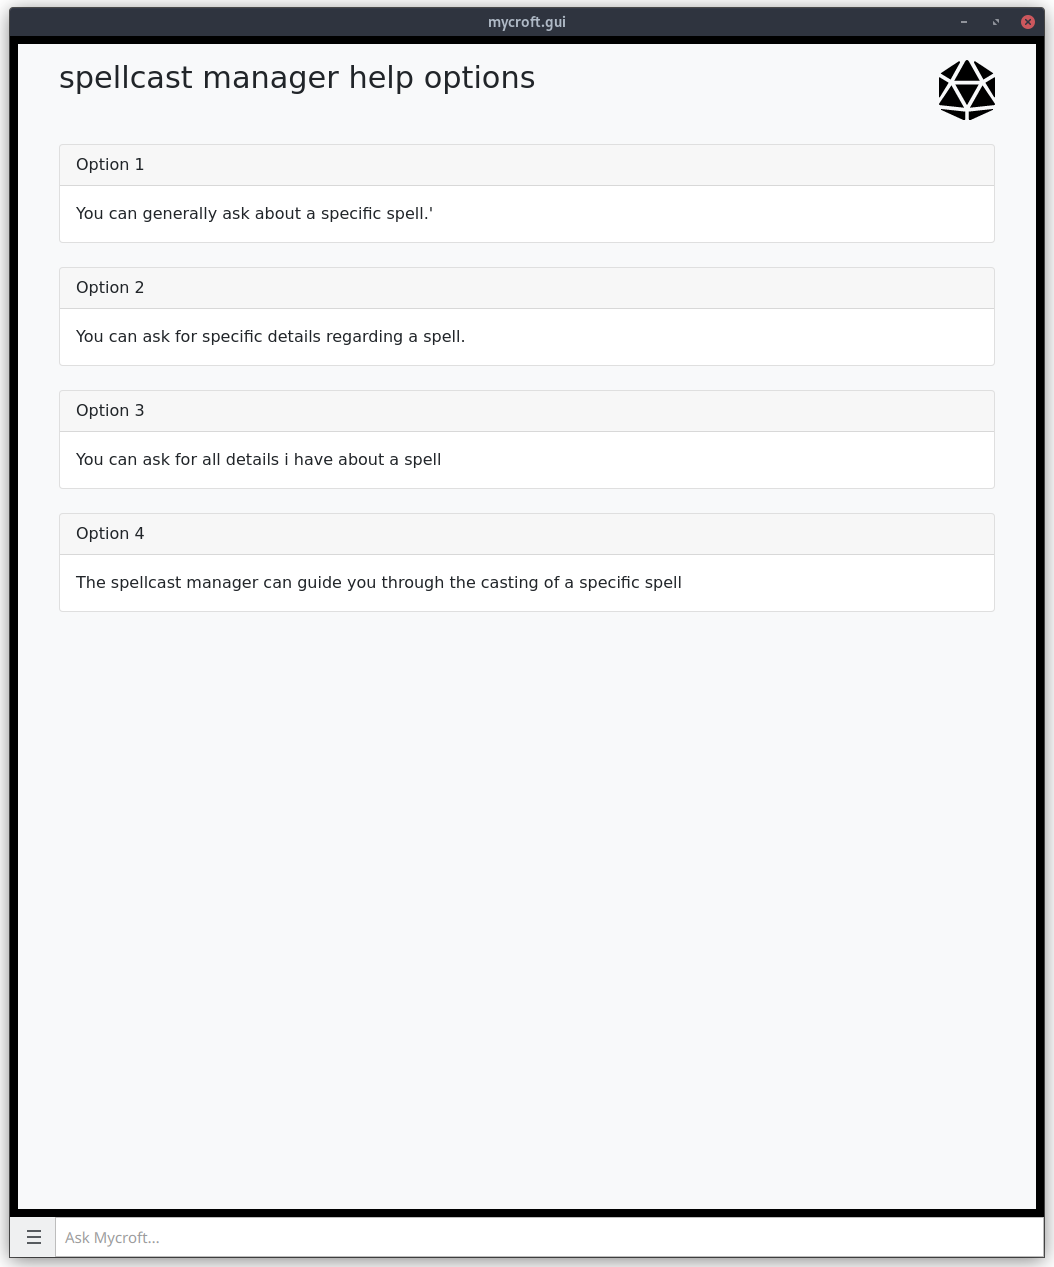 mycroft.gui
spellcast manager help options
Option 1
You can generally ask about a specific spell.'
Option 2
You can ask for specific details regarding a spell.
Option 3
You can ask for all details i have about a spell
Option 4
The spellcast manager can guide you through the casting of a specific spell
Ask Mycroft...